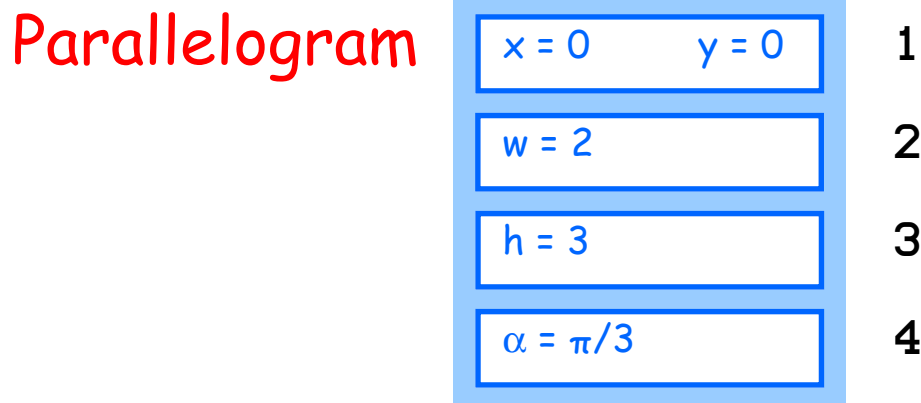 Parallelogram
x = 0 y = 0 1
w = 2 2
h = 3 3
α = π/3 4